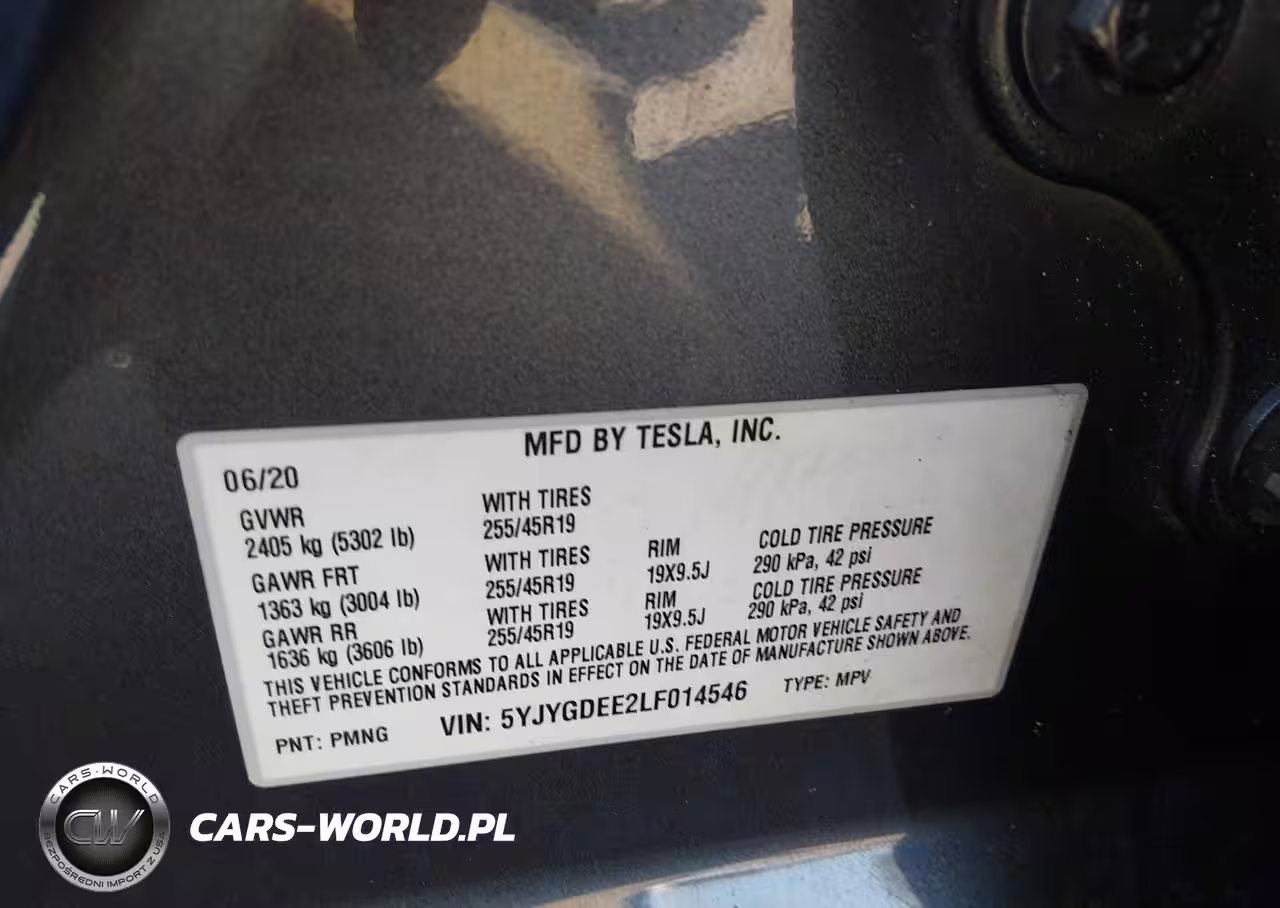 MFD BY TESLA, INC.
06/20
GVWR WITH TIRES
2405 kg (5302 lb) 255/45R19
GAWR FRT WITH TIRES RIM COLD TIRE PRESSURE
1363 kg (3004 lb) 255/45R19 19X9.5J 290 kPa, 42 psi
GAWR RR WITH TIRES RIM COLD TIRE PRESSURE
1636 kg (3606 lb) 255/45R19 19X9.5J 290 kPa, 42 psi
THIS VEHICLE CONFORMS TO ALL APPLICABLE U.S. FEDERAL MOTOR VEHICLE SAFETY AND
THEFT PREVENTION STANDARDS IN EFFECT ON THE DATE OF MANUFACTURE SHOWN ABOVE.
PNT: PMNG VIN: 5YJYGDEE2LF014546 TYPE: MPV
CARS-WORLD
CW
BEZPOŚREDNI IMPORT Z USA
CARS-WORLD.PL